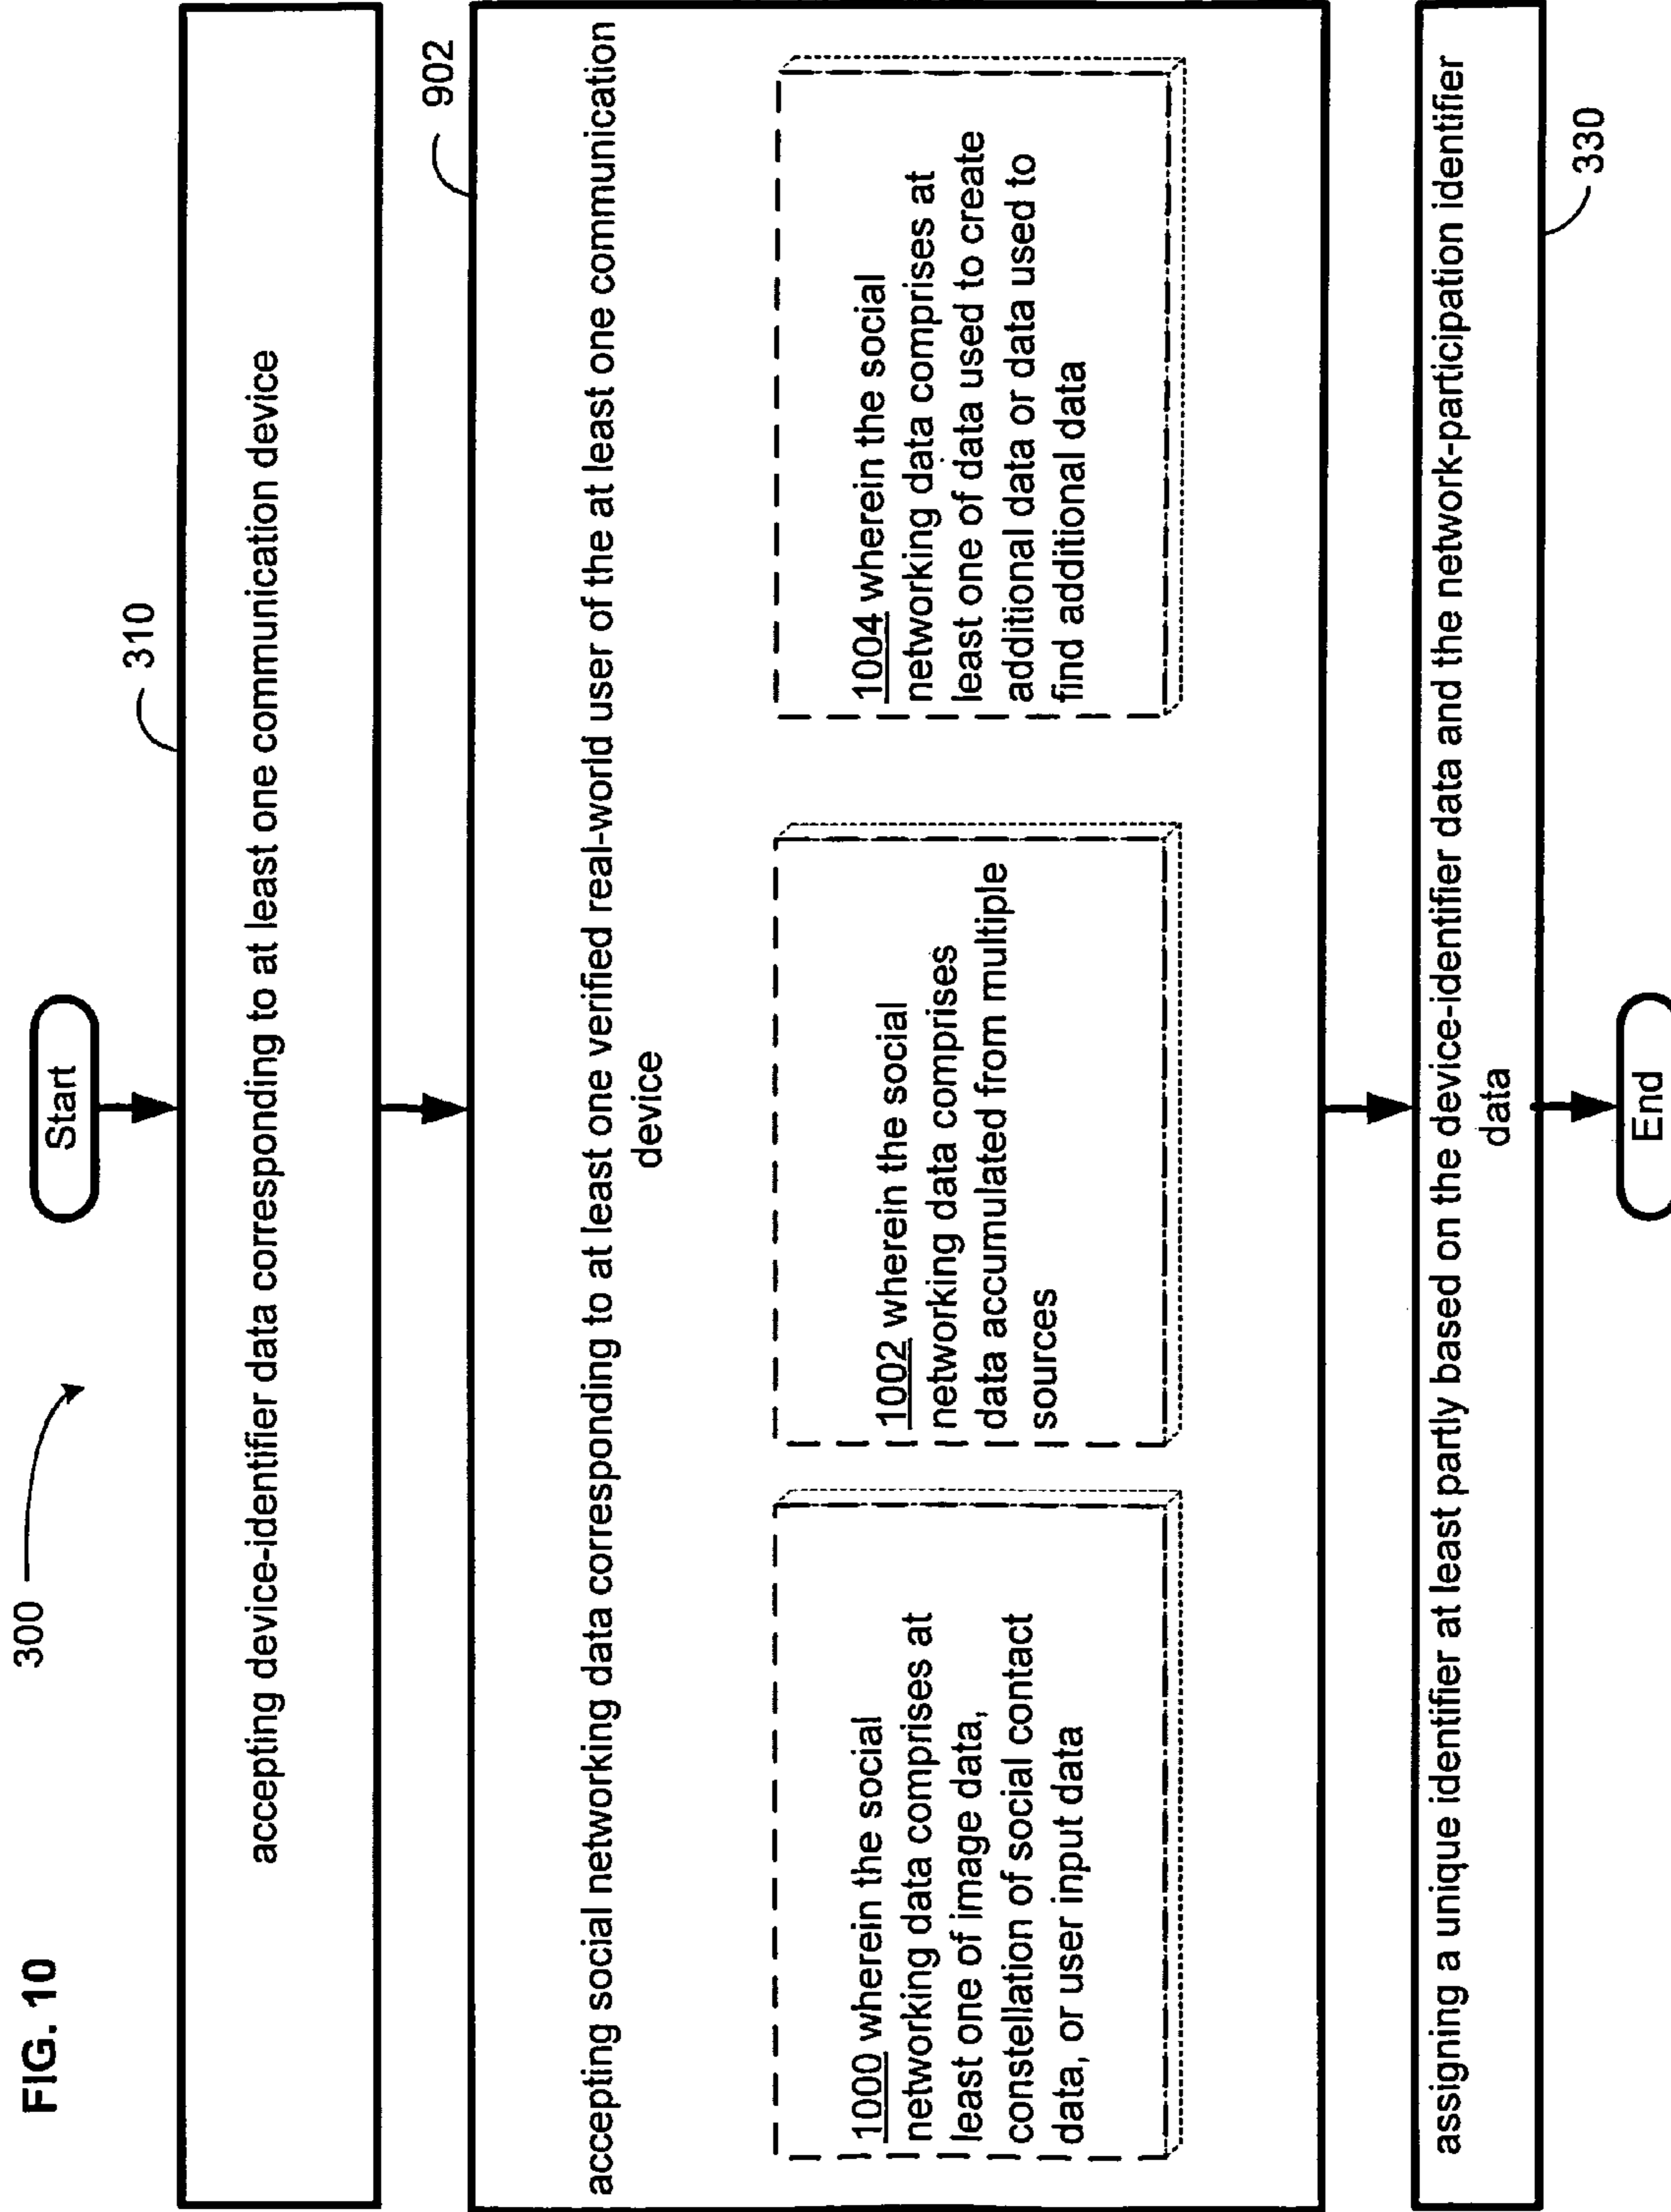 FIG. 10
300
Start
310
accepting device-identifier data corresponding to at least one communication device
902
accepting social networking data corresponding to at least one verified real-world user of the at least one communication
device
1000 wherein the social
networking data comprises at
least one of image data,
constellation of social contact
data, or user input data
1002 wherein the social
networking data comprises
data accumulated from multiple
sources
1004 wherein the social
networking data comprises at
least one of data used to create
additional data or data used to
find additional data
assigning a unique identifier at least partly based on the device-identifier data and the network-participation identifier
data
330
End